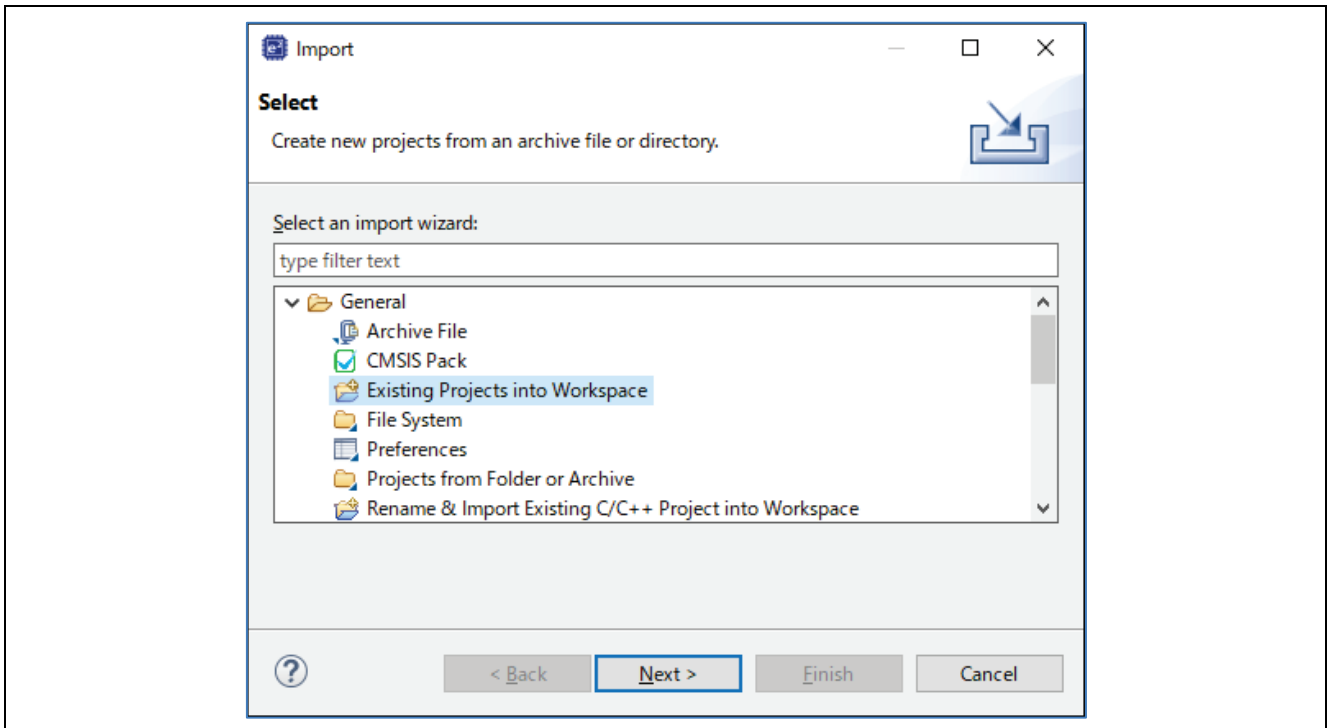 Import
Select
Create new projects from an archive file or directory.
Select an import wizard:
type filter text
General
Archive File
CMSIS Pack
Existing Projects into Workspace
File System
Preferences
Projects from Folder or Archive
Rename & Import Existing C/C++ Project into Workspace
? < Back Next > Finish Cancel